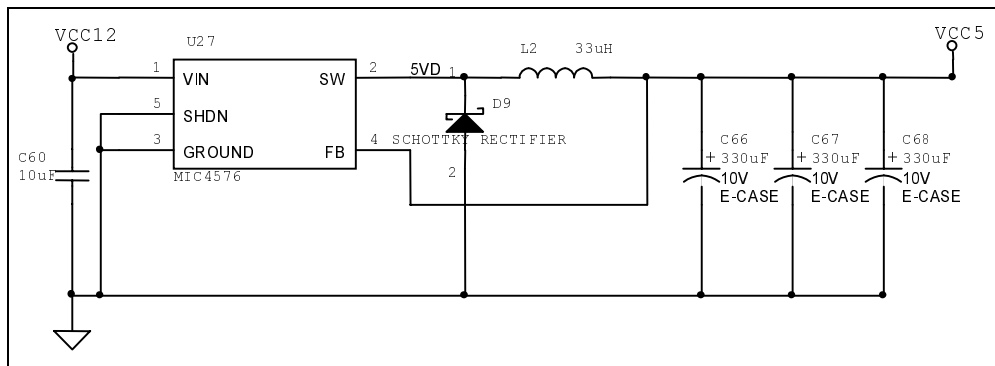 VCC12
VCC5
U27
L2 33uH
1 VIN SW 2 5VD 1
5 SHDN
D9
SCHOTTKY RECTIFIER
3 GROUND FB 4
MIC4576
2
C60
10uF
C66
+ 330uF
10V
E-CASE
C67
+ 330uF
10V
E-CASE
C68
+ 330uF
10V
E-CASE